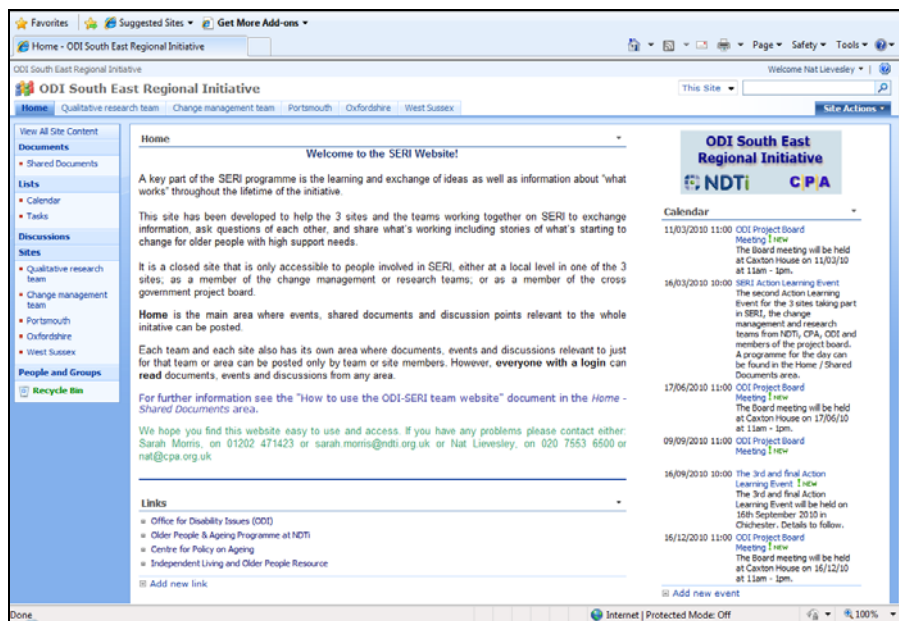 Favorites
Suggested Sites
Get More Add-ons
Home - ODI South East Regional Initiative
Page
Safety
Tools
ODI South East Regional Initiative
Welcome Nat Lievesley
ODI South East Regional Initiative
This Site
Home
Qualitative research team
Change management team
Portsmouth
Oxfordshire
West Sussex
Site Actions
View All Site Content
Documents
Shared Documents
Lists
Calendar
Tasks
Discussions
Sites
Qualitative research
team
Change management
team
Portsmouth
Oxfordshire
West Sussex
People and Groups
Recycle Bin
Home
Welcome to the SERI Website!
A key part of the SERI programme is the learning and exchange of ideas as well as information about "what
works" throughout the lifetime of the initiative.
This site has been developed to help the 3 sites and the teams working together on SERI to exchange
information, ask questions of each other, and share what's working including stories of what's starting to
change for older people with high support needs.
It is a closed site that is only accessible to people involved in SERI, either at a local level in one of the 3
sites; as a member of the change management or research teams; or as a member of the cross
government project board.
Home is the main area where events, shared documents and discussion points relevant to the whole
initative can be posted.
Each team and each site also has its own area where documents, events and discussions relevant to just
for that team or area can be posted only by team or site members. However, everyone with a login can
read documents, events and discussions from any area.
For further information see the "How to use the ODI-SERI team website" document in the Home -
Shared Documents area.
We hope you find this website easy to use and access. If you have any problems please contact either:
Sarah Morris, on 01202 471423 or sarah.morris@ndti.org.uk or Nat Lievesley, on 020 7553 6500 or
nat@cpa.org.uk
Links
Office for Disability Issues (ODI)
Older People & Ageing Programme at NDTi
Centre for Policy on Ageing
Independent Living and Older People Resource
Add new link
ODI South East
Regional Initiative
NDTi
CPA
Calendar
11/03/2010 11:00 ODI Project Board
Meeting ! NEW
The Board meeting will be held
at Caxton House on 11/03/10
at 11am - 1pm.
16/03/2010 10:00 SERI Action Learning Event
The second Action Learning
Event for the 3 sites taking part
in SERI, the change
management and research
teams from NDTi, CPA, ODI and
members of the project board.
A programme for the day can
be found in the Home / Shared
Documents area.
17/06/2010 11:00 ODI Project Board
Meeting ! NEW
The Board meeting will be held
at Caxton House on 17/06/10
at 11am - 1pm.
09/09/2010 11:00 ODI Project Board
Meeting ! NEW
16/09/2010 10:00 The 3rd and final Action
Learning Event ! NEW
The 3rd and final Action
Learning Event will be held on
16th September 2010 in
Chichester. Details to follow.
16/12/2010 11:00 ODI Project Board
Meeting ! NEW
The Board meeting will be held
at Caxton House on 16/12/10
at 11am - 1pm.
Add new event
Done
Internet | Protected Mode: Off
100%